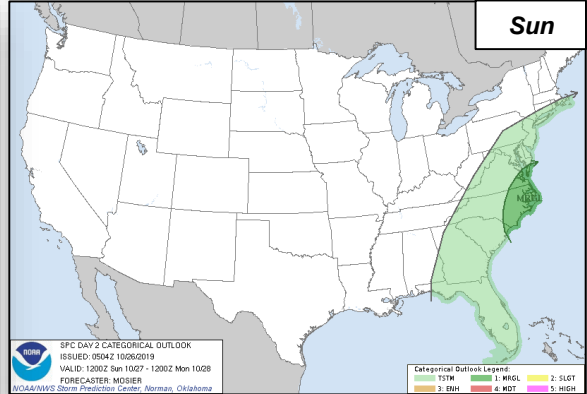 Sun
MRGL
NOAA
SPC DAY 2 CATEGORICAL OUTLOOK
ISSUED: 0504Z 10/26/2019
VALID: 1200Z Sun 10/27 - 1200Z Mon 10/28
FORECASTER: MOSIER
NOAA/NWS Storm Prediction Center, Norman, Oklahoma
Categorical Outlook Legend:
TSTM 1: MRGL 2: SLGT
3: ENH 4: MDT 5: HIGH